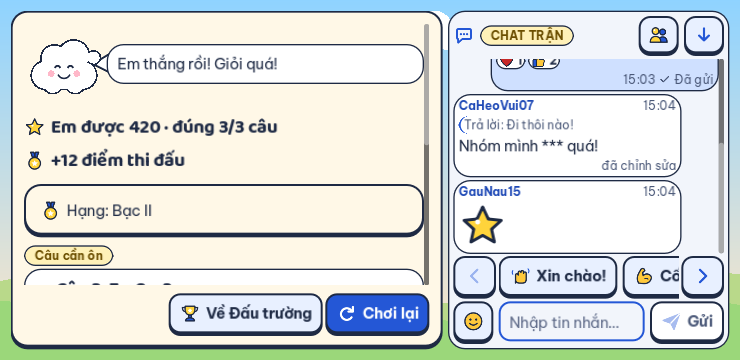 Em thắng rồi! Giỏi quá!
Em được 420 · đúng 3/3 câu
+12 điểm thi đấu
Hạng: Bạc II
Câu cần ôn
Về Đấu trường
Chơi lại
CHAT TRẬN
15:03 ✓ Đã gửi
CaHeoVui07 15:04
Trả lời: Đi thôi nào!
Nhóm mình *** quá!
đã chỉnh sửa
GauNau15 15:04
Xin chào!
Nhập tin nhắn...
Gửi